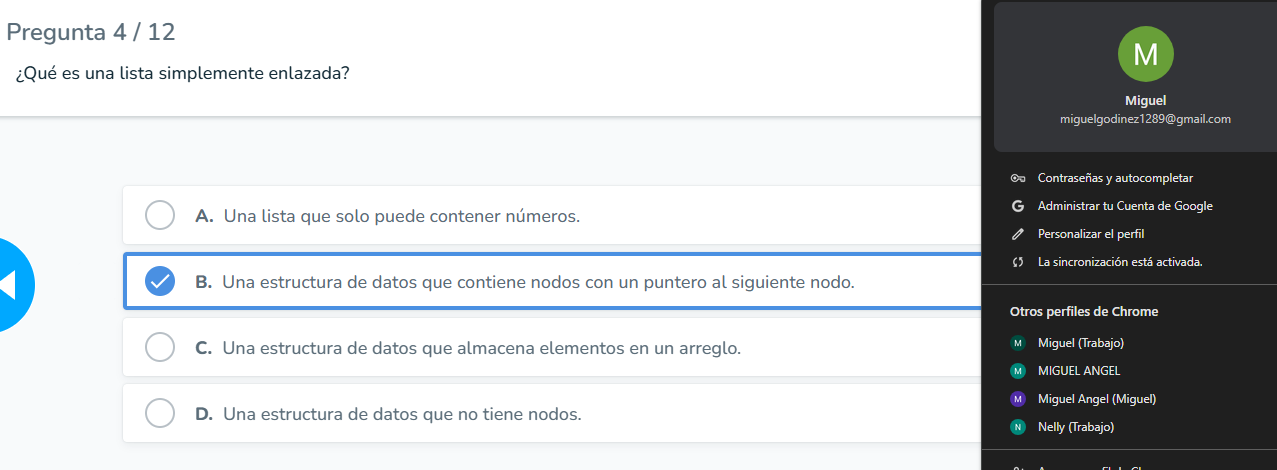 Pregunta 4 / 12
¿Qué es una lista simplemente enlazada?
A. Una lista que solo puede contener números.
B. Una estructura de datos que contiene nodos con un puntero al siguiente nodo.
C. Una estructura de datos que almacena elementos en un arreglo.
D. Una estructura de datos que no tiene nodos.
M
Miguel
miguelgodinez1289@gmail.com
Contraseñas y autocompletar
G Administrar tu Cuenta de Google
Personalizar el perfil
La sincronización está activada.
Otros perfiles de Chrome
M Miguel (Trabajo)
M MIGUEL ANGEL
M Miguel Angel (Miguel)
N Nelly (Trabajo)